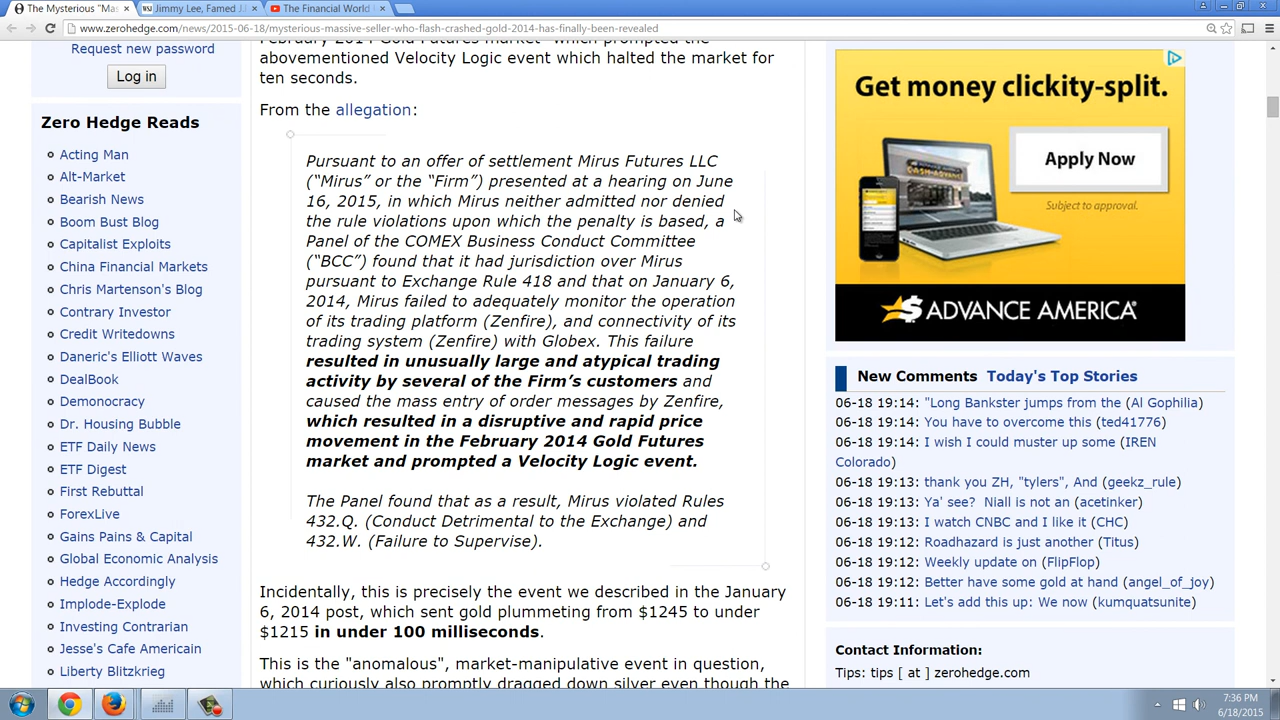 The Mysterious "Mas
Jimmy Lee, Famed J.
The Financial World
www.zerohedge.com/news/2015-06-18/mysterious-massive-seller-who-flash-crashed-gold-2014-has-finally-been-revealed
Request new password
Log in
Zero Hedge Reads
Acting Man
Alt-Market
Bearish News
Boom Bust Blog
Capitalist Exploits
China Financial Markets
Chris Martenson's Blog
Contrary Investor
Credit Writedowns
Daneric's Elliott Waves
DealBook
Demonocracy
Dr. Housing Bubble
ETF Daily News
ETF Digest
First Rebuttal
ForexLive
Gains Pains & Capital
Global Economic Analysis
Hedge Accordingly
Implode-Explode
Investing Contrarian
Jesse's Cafe Americain
Liberty Blitzkrieg
February 2014 Gold Futures market" which prompted the
abovementioned Velocity Logic event which halted the market for
ten seconds.
From the allegation:
Pursuant to an offer of settlement Mirus Futures LLC
(“Mirus” or the “Firm”) presented at a hearing on June
16, 2015, in which Mirus neither admitted nor denied
the rule violations upon which the penalty is based, a
Panel of the COMEX Business Conduct Committee
(“BCC”) found that it had jurisdiction over Mirus
pursuant to Exchange Rule 418 and that on January 6,
2014, Mirus failed to adequately monitor the operation
of its trading platform (Zenfire), and connectivity of its
trading system (Zenfire) with Globex. This failure
resulted in unusually large and atypical trading
activity by several of the Firm’s customers and
caused the mass entry of order messages by Zenfire,
which resulted in a disruptive and rapid price
movement in the February 2014 Gold Futures
market and prompted a Velocity Logic event.
The Panel found that as a result, Mirus violated Rules
432.Q. (Conduct Detrimental to the Exchange) and
432.W. (Failure to Supervise).
Incidentally, this is precisely the event we described in the January
6, 2014 post, which sent gold plummeting from $1245 to under
$1215 in under 100 milliseconds.
This is the "anomalous", market-manipulative event in question,
which curiously also promptly dragged down silver even though the
Get money clickity-split.
CASH ADVANCE
Apply Now
Subject to approval.
ADVANCE AMERICA
New Comments Today's Top Stories
06-18 19:14: "Long Bankster jumps from the (Al Gophilia)
06-18 19:14: You have to overcome this (ted41776)
06-18 19:14: I wish I could muster up some (IREN
Colorado)
06-18 19:13: thank you ZH, "tylers", And (geekz_rule)
06-18 19:13: Ya' see? Niall is not an (acetinker)
06-18 19:13: I watch CNBC and I like it (CHC)
06-18 19:13: Roadhazard is just another (Titus)
06-18 19:12: Weekly update on (FlipFlop)
06-18 19:12: Better have some gold at hand (angel_of_joy)
06-18 19:11: Let's add this up: We now (kumquatsunite)
Contact Information:
Tips: tips [ at ] zerohedge.com
7:36 PM
6/18/2015